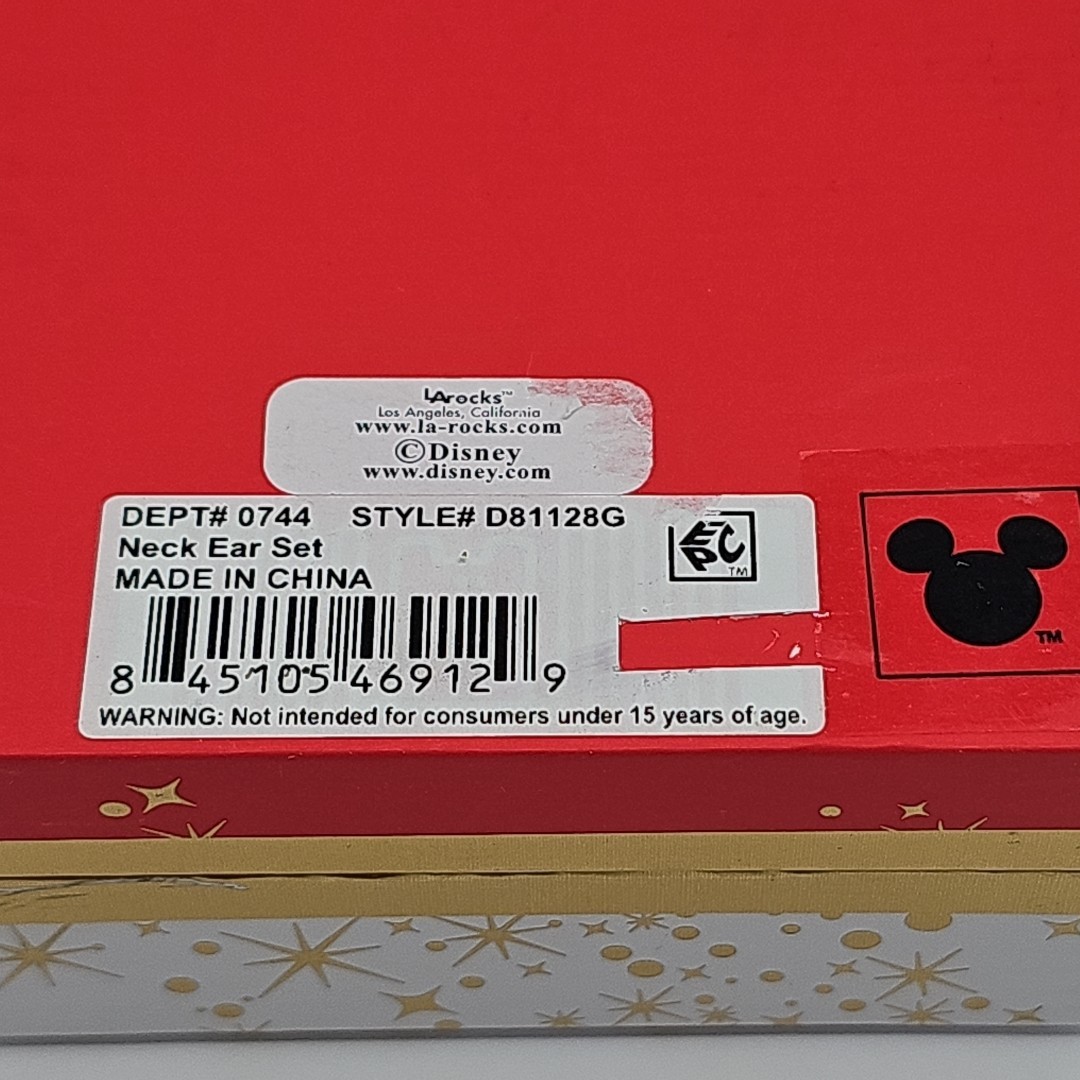 LArocks™
Los Angeles, California
www.la-rocks.com
©Disney
www.disney.com
DEPT# 0744 STYLE# D81128G
Neck Ear Set
MADE IN CHINA
EPC ™
8 45105 46912 9
WARNING: Not intended for consumers under 15 years of age.
™